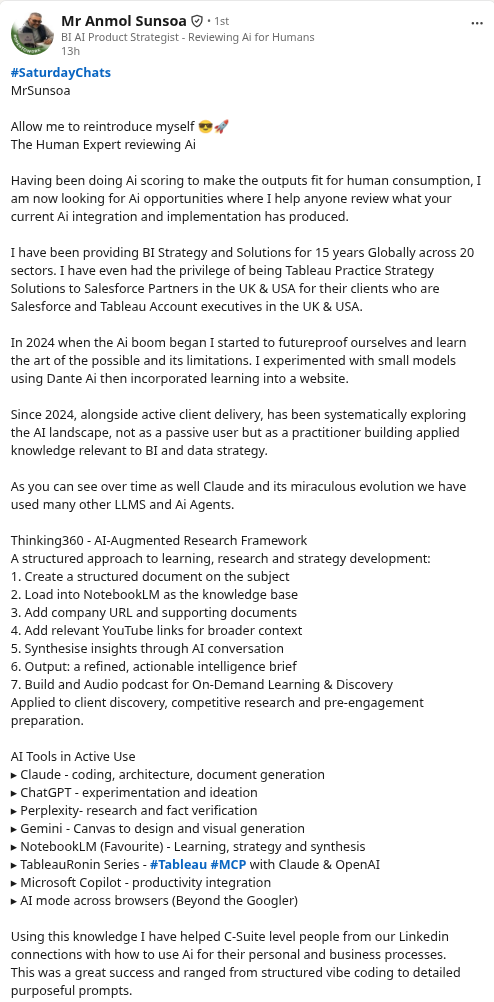 Mr Anmol Sunsoa • 1st
BI AI Product Strategist - Reviewing Ai for Humans
13h
#SaturdayChats
MrSunsoa
Allow me to reintroduce myself 😎🚀
The Human Expert reviewing Ai
Having been doing Ai scoring to make the outputs fit for human consumption, I
am now looking for Ai opportunities where I help anyone review what your
current Ai integration and implementation has produced.
I have been providing BI Strategy and Solutions for 15 years Globally across 20
sectors. I have even had the privilege of being Tableau Practice Strategy
Solutions to Salesforce Partners in the UK & USA for their clients who are
Salesforce and Tableau Account executives in the UK & USA.
In 2024 when the Ai boom began I started to futureproof ourselves and learn
the art of the possible and its limitations. I experimented with small models
using Dante Ai then incorporated learning into a website.
Since 2024, alongside active client delivery, has been systematically exploring
the AI landscape, not as a passive user but as a practitioner building applied
knowledge relevant to BI and data strategy.
As you can see over time as well Claude and its miraculous evolution we have
used many other LLMS and Ai Agents.
Thinking360 - AI-Augmented Research Framework
A structured approach to learning, research and strategy development:
1. Create a structured document on the subject
2. Load into NotebookLM as the knowledge base
3. Add company URL and supporting documents
4. Add relevant YouTube links for broader context
5. Synthesise insights through AI conversation
6. Output: a refined, actionable intelligence brief
7. Build and Audio podcast for On-Demand Learning & Discovery
Applied to client discovery, competitive research and pre-engagement
preparation.
AI Tools in Active Use
▸ Claude - coding, architecture, document generation
▸ ChatGPT - experimentation and ideation
▸ Perplexity- research and fact verification
▸ Gemini - Canvas to design and visual generation
▸ NotebookLM (Favourite) - Learning, strategy and synthesis
▸ TableauRonin Series - #Tableau #MCP with Claude & OpenAI
▸ Microsoft Copilot - productivity integration
▸ AI mode across browsers (Beyond the Googler)
Using this knowledge I have helped C-Suite level people from our Linkedin
connections with how to use Ai for their personal and business processes.
This was a great success and ranged from structured vibe coding to detailed
purposeful prompts.